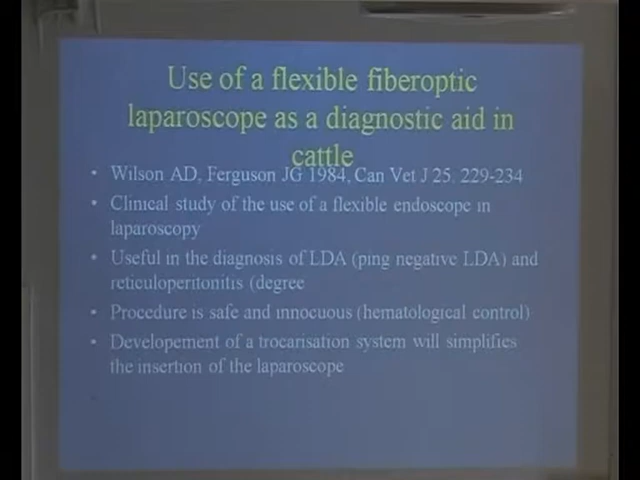 Use of a flexible fiberoptic
laparoscope as a diagnostic aid in
cattle
• Wilson AD, Ferguson JG 1984, Can Vet J 25, 229-234
• Clinical study of the use of a flexible endoscope in
laparoscopy
• Useful in the diagnosis of LDA (ping negative LDA) and
reticuloperitonitis (degree
• Procedure is safe and innocuous (hematological control)
• Developement of a trocarisation system will simplifies
the insertion of the laparoscope